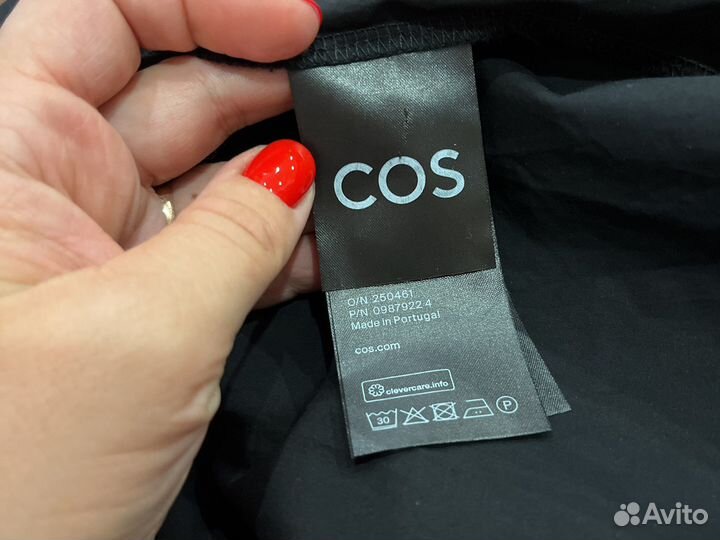 COS
O/N 250461
P/N 0987922 4
Made in Portugal
cos.com
clevercare.info
30 P
Avito